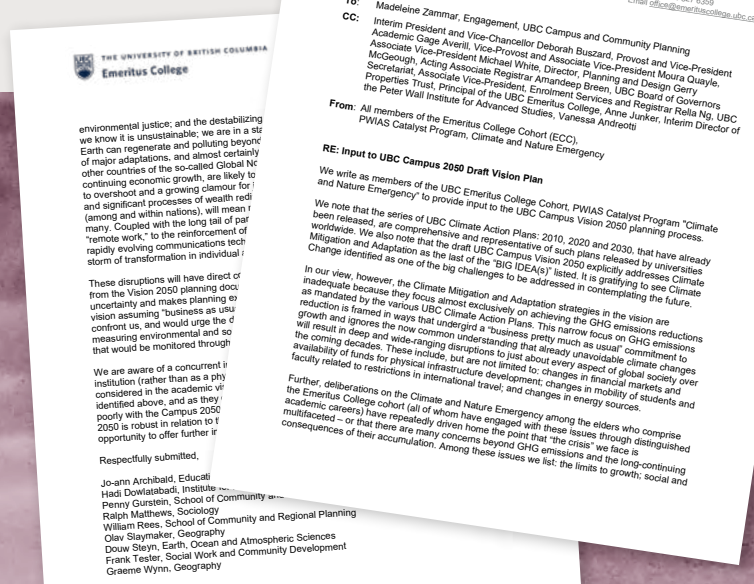 THE UNIVERSITY OF BRITISH COLUMBIA
UBC
Emeritus College
environmental justice; and the destabilizing
we know it is unsustainable; we are in a sta
Earth can regenerate and polluting beyond
of major adaptations, and almost certainly
other countries of the so-called Global No
continuing economic growth, are likely to
to overshoot and a growing clamour for
and significant processes of wealth redi
(among and within nations), will mean
many. Coupled with the long tail of par
"remote work," to the reinforcement of
rapidly evolving communications tech
storm of transformation in individual a
These disruptions will have direct co
from the Vision 2050 planning docu
uncertainty and makes planning ex
vision assuming "business as usu
confront us, and would urge the d
measuring environmental and so
that would be monitored through
We are aware of a concurrent i
institution (rather than as a phy
considered in the academic vi
identified above, and as they
poorly with the Campus 2050
2050 is robust in relation to t
opportunity to offer further in
Respectfully submitted,
Jo-ann Archibald, Educati
Hadi Dowlatabadi, Institute for
Penny Gurstein, School of Community and
Ralph Matthews, Sociology
William Rees, School of Community and Regional Planning
Olav Slaymaker, Geography
Douw Steyn, Earth, Ocean and Atmospheric Sciences
Frank Tester, Social Work and Community Development
Graeme Wynn, Geography
6359
Email office@emerituscollege.ubc.ca
To: Madeleine Zammar, Engagement, UBC Campus and Community Planning
CC: Interim President and Vice-Chancellor Deborah Buszard, Provost and Vice-President
Academic Gage Averill, Vice-Provost and Associate Vice-President Moura Quayle,
Associate Vice-President Michael White, Director, Planning and Design Gerry
McGeough, Acting Associate Registrar Amandeep Breen, UBC Board of Governors
Secretariat, Associate Vice-President, Enrolment Services and Registrar Rella Ng, UBC
Properties Trust, Principal of the UBC Emeritus College, Anne Junker, Interim Director of
the Peter Wall Institute for Advanced Studies, Vanessa Andreotti
From: All members of the Emeritus College Cohort (ECC),
PWIAS Catalyst Program, Climate and Nature Emergency
RE: Input to UBC Campus 2050 Draft Vision Plan
We write as members of the UBC Emeritus College Cohort, PWIAS Catalyst Program "Climate
and Nature Emergency" to provide input to the UBC Campus Vision 2050 planning process.
We note that the series of UBC Climate Action Plans: 2010, 2020 and 2030, that have already
been released, are comprehensive and representative of such plans released by universities
worldwide. We also note that the draft UBC Campus Vision 2050 explicitly addresses Climate
Mitigation and Adaptation as the last of the "BIG IDEA(s)" listed. It is gratifying to see Climate
Change identified as one of the big challenges to be addressed in contemplating the future.
In our view, however, the Climate Mitigation and Adaptation strategies in the vision are
inadequate because they focus almost exclusively on achieving the GHG emissions reductions
as mandated by the various UBC Climate Action Plans. This narrow focus on GHG emissions
reduction is framed in ways that undergird a "business pretty much as usual" commitment to
growth and ignores the now common understanding that already unavoidable climate changes
will result in deep and wide-ranging disruptions to just about every aspect of global society over
the coming decades. These include, but are not limited to: changes in financial markets and
availability of funds for physical infrastructure development; changes in mobility of students and
faculty related to restrictions in international travel; and changes in energy sources.
Further, deliberations on the Climate and Nature Emergency among the elders who comprise
the Emeritus College cohort (all of whom have engaged with these issues through distinguished
academic careers) have repeatedly driven home the point that "the crisis" we face is
multifaceted – or that there are many concerns beyond GHG emissions and the long-continuing
consequences of their accumulation. Among these issues we list: the limits to growth; social and